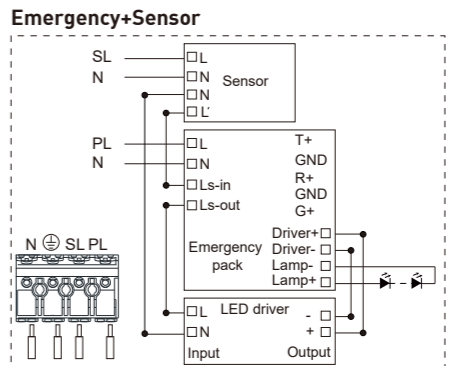 Emergency+Sensor
SL L
N N Sensor
N
L'
PL L T+
N N GND
Ls-in R+
Ls-out GND
G+
Driver+
Emergency Driver-
pack Lamp-
Lamp+
N SL PL
L LED driver -
N +
Input Output